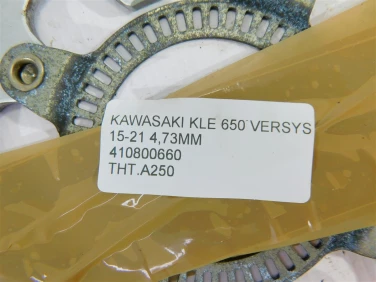 KAWASAKI KLE 650 VERSYS
15-21 4,73MM
410800660
THT.A250